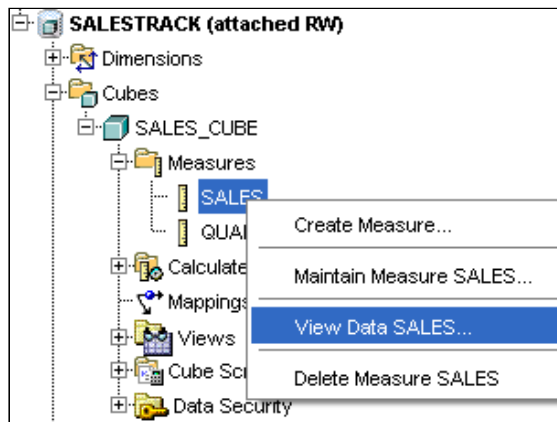 SALESTRACK (attached RW)
Dimensions
Cubes
SALES_CUBE
Measures
SALES
Create Measure...
Calculate
Maintain Measure SALES...
Mappings
View Data SALES...
Views
Delete Measure SALES
Data Security